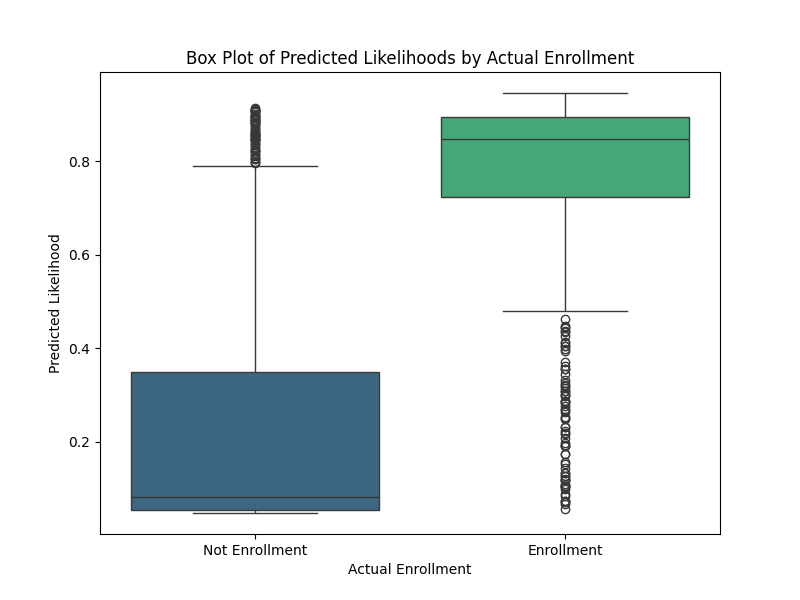 Box Plot of Predicted Likelihoods by Actual Enrollment
Predicted Likelihood
0.8
0.6
0.4
0.2
Not Enrollment
Enrollment
Actual Enrollment